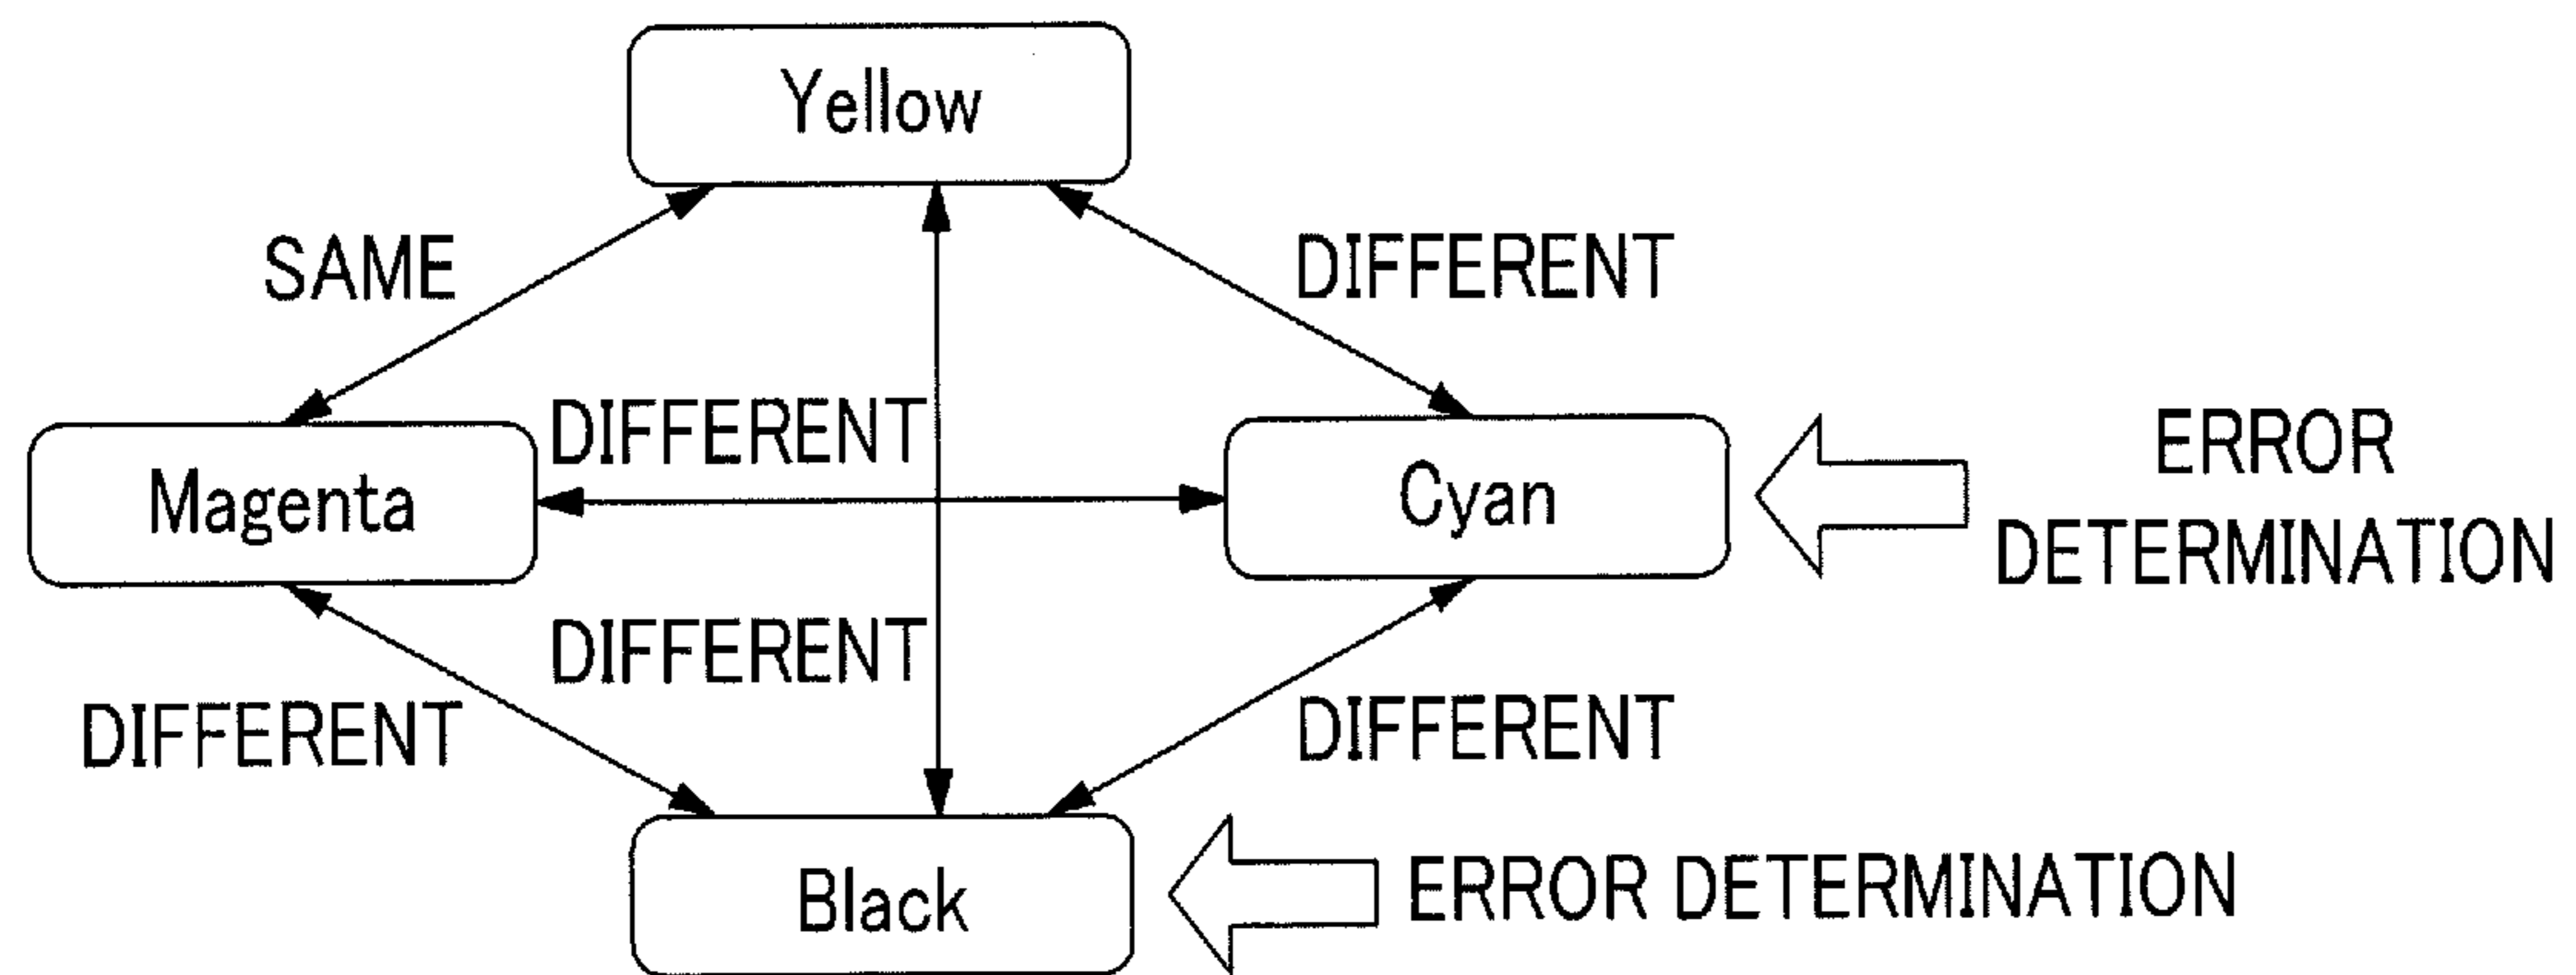 Yellow
SAME
DIFFERENT
DIFFERENT
ERROR
DETERMINATION
Magenta
Cyan
DIFFERENT
DIFFERENT
DIFFERENT
Black
ERROR DETERMINATION